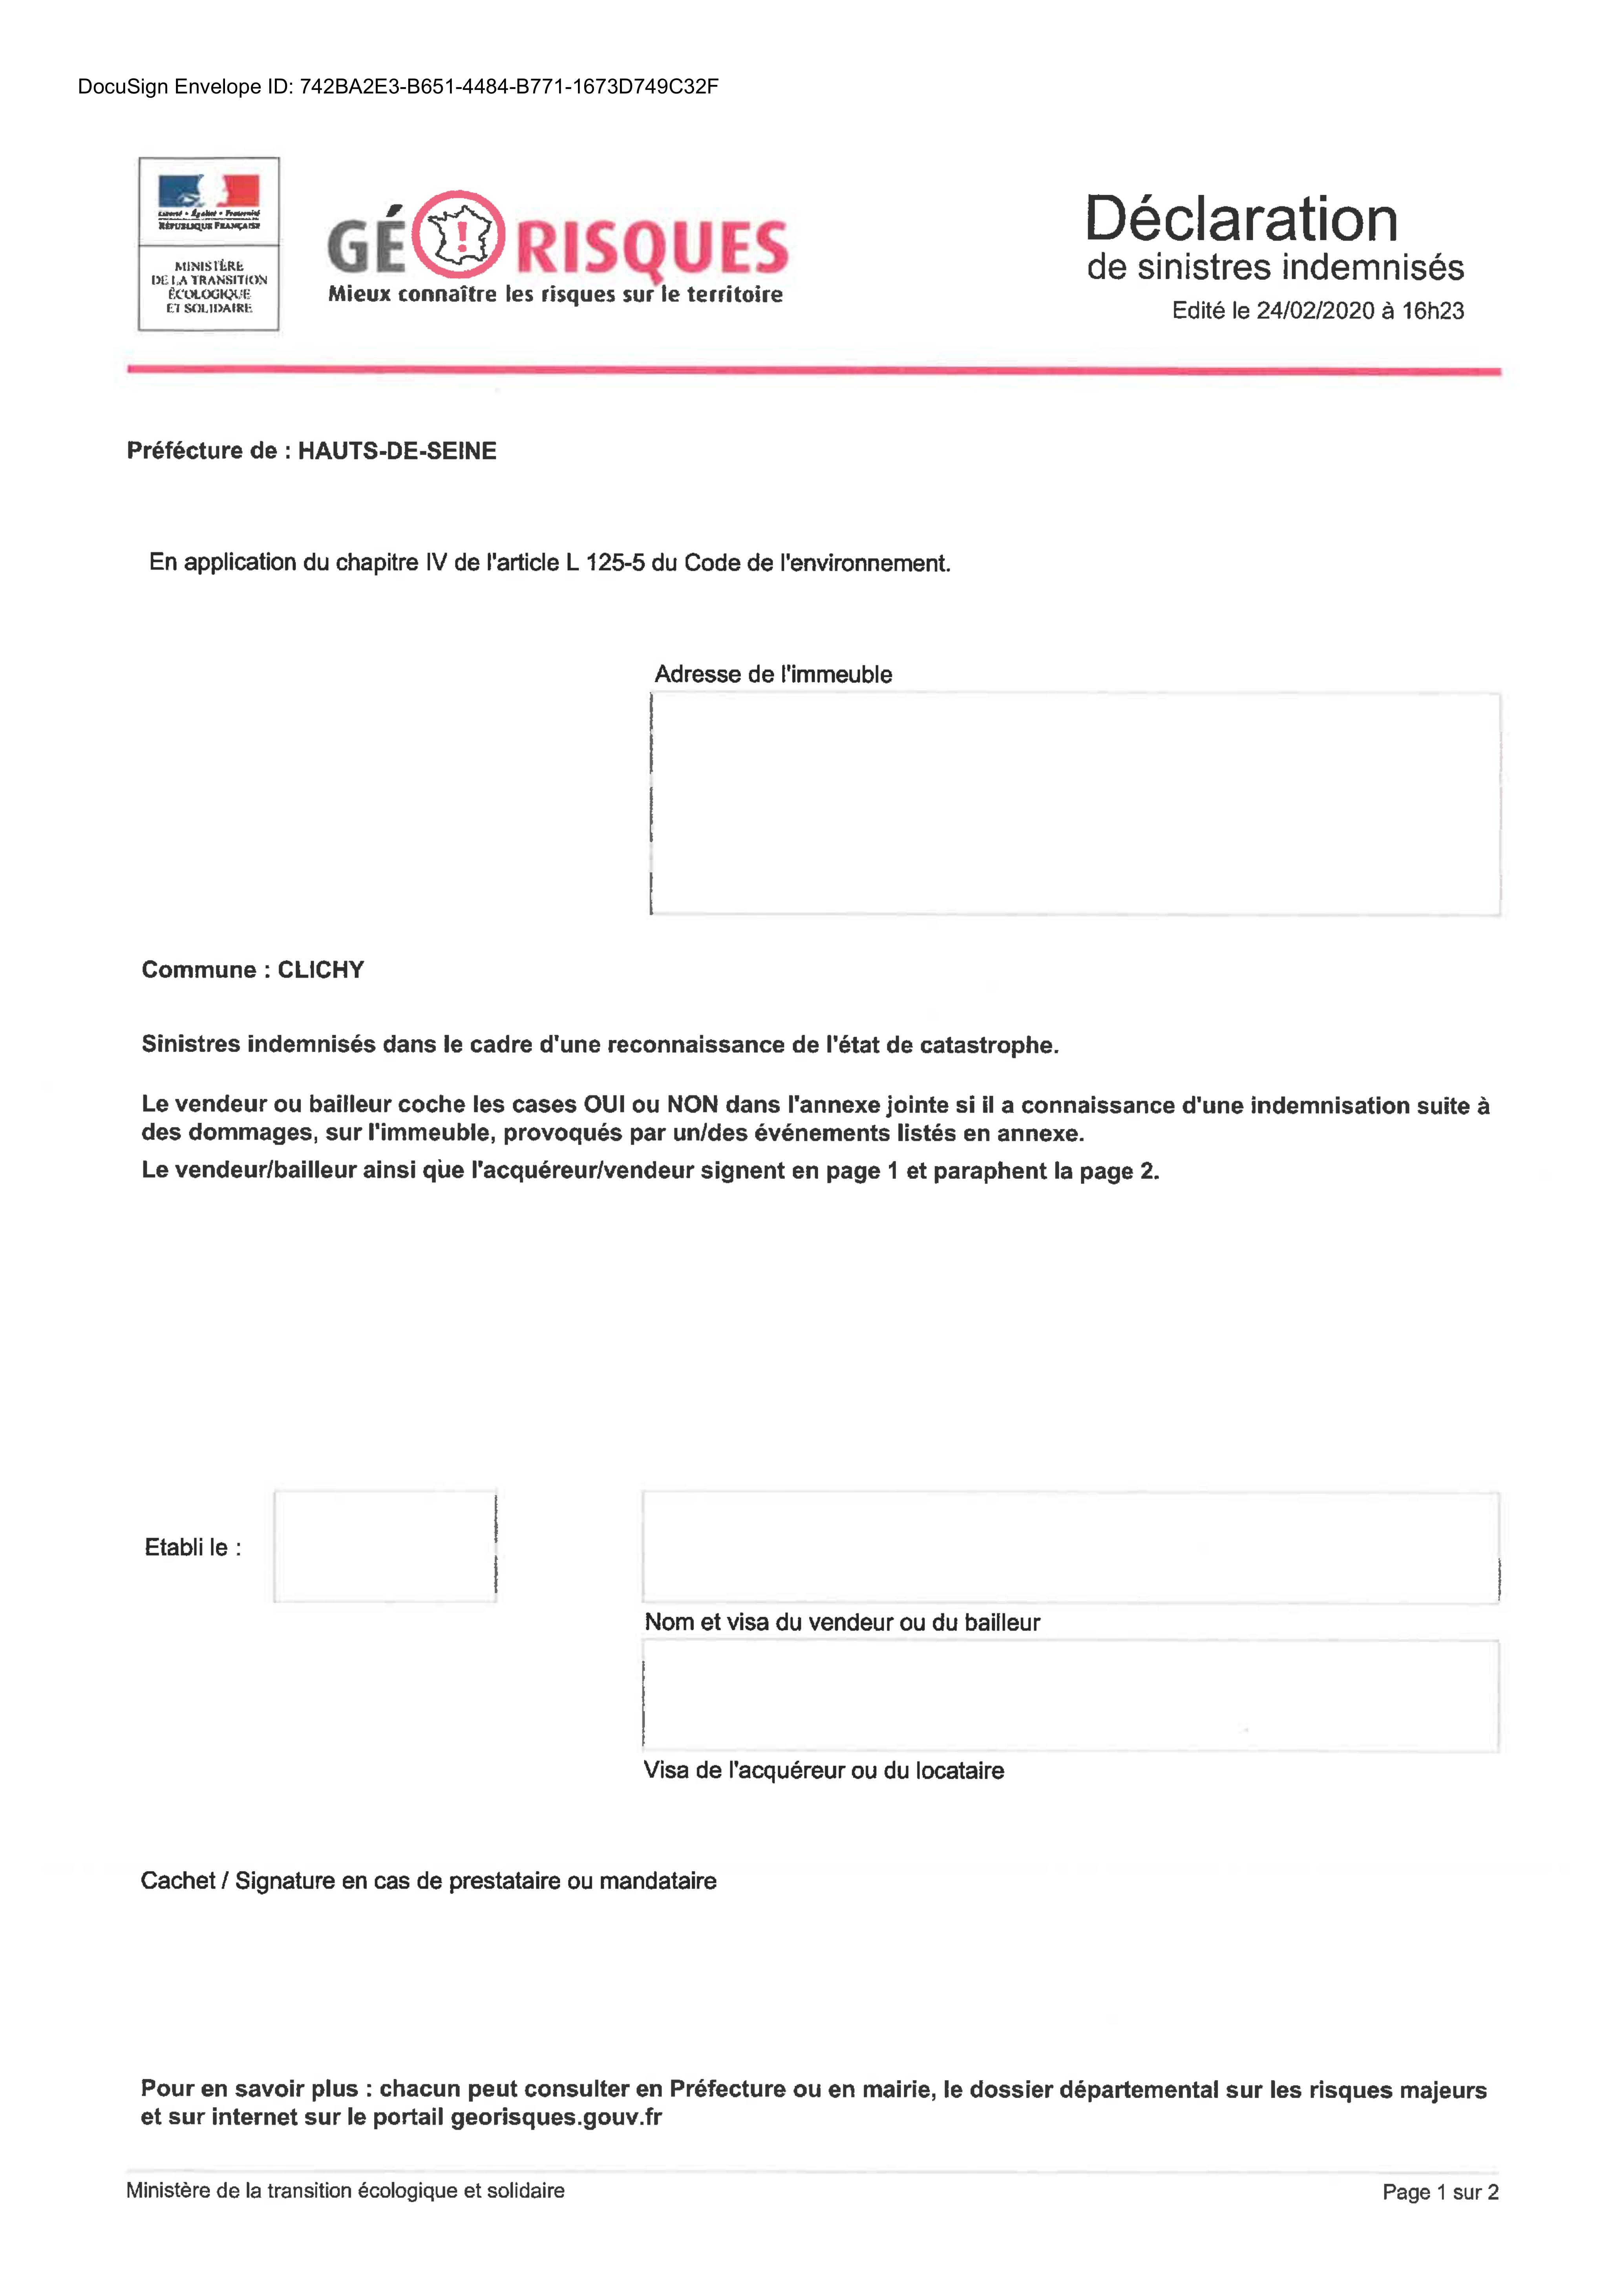 DocuSign Envelope ID: 742BA2E3-B651-4484-B771-1673D749C32F
Liberté • Égalité • Fraternité
RÉPUBLIQUE FRANÇAISE
MINISTÈRE
DE LA TRANSITION
ÉCOLOGIQUE
ET SOLIDAIRE
GÉORISQUES
Mieux connaître les risques sur le territoire
Déclaration
de sinistres indemnisés
Edité le 24/02/2020 à 16h23
Préfécture de : HAUTS-DE-SEINE
En application du chapitre IV de l'article L 125-5 du Code de l'environnement.
Adresse de l'immeuble
Commune : CLICHY
Sinistres indemnisés dans le cadre d'une reconnaissance de l'état de catastrophe.
Le vendeur ou bailleur coche les cases OUI ou NON dans l'annexe jointe si il a connaissance d'une indemnisation suite à
des dommages, sur l'immeuble, provoqués par un/des événements listés en annexe.
Le vendeur/bailleur ainsi que l'acquéreur/vendeur signent en page 1 et paraphent la page 2.
Etabli le :
Nom et visa du vendeur ou du bailleur
Visa de l'acquéreur ou du locataire
Cachet / Signature en cas de prestataire ou mandataire
Pour en savoir plus : chacun peut consulter en Préfecture ou en mairie, le dossier départemental sur les risques majeurs
et sur internet sur le portail georisques.gouv.fr
Ministère de la transition écologique et solidaire
Page 1 sur 2